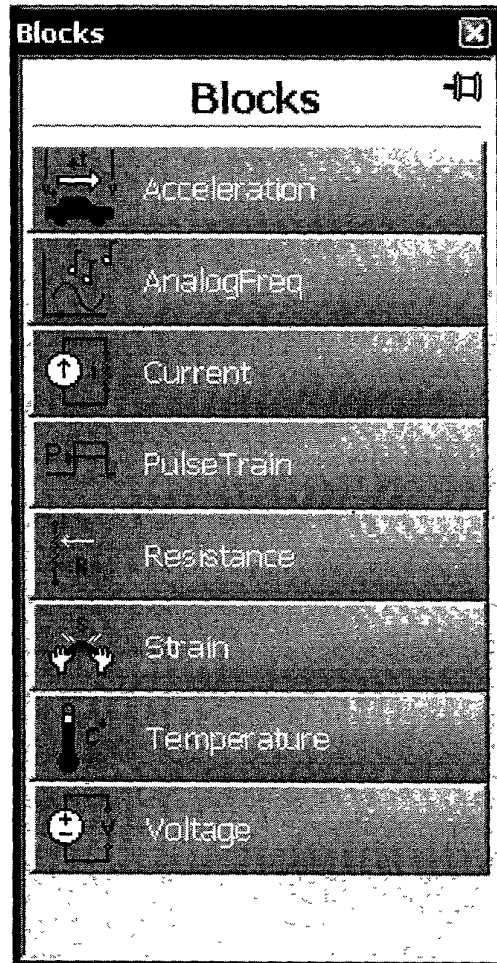 Blocks
Blocks
Acceleration
AnalogFreq
Current
PulseTrain
Resistance
R
Strain
S
Temperature
C°
Voltage
V